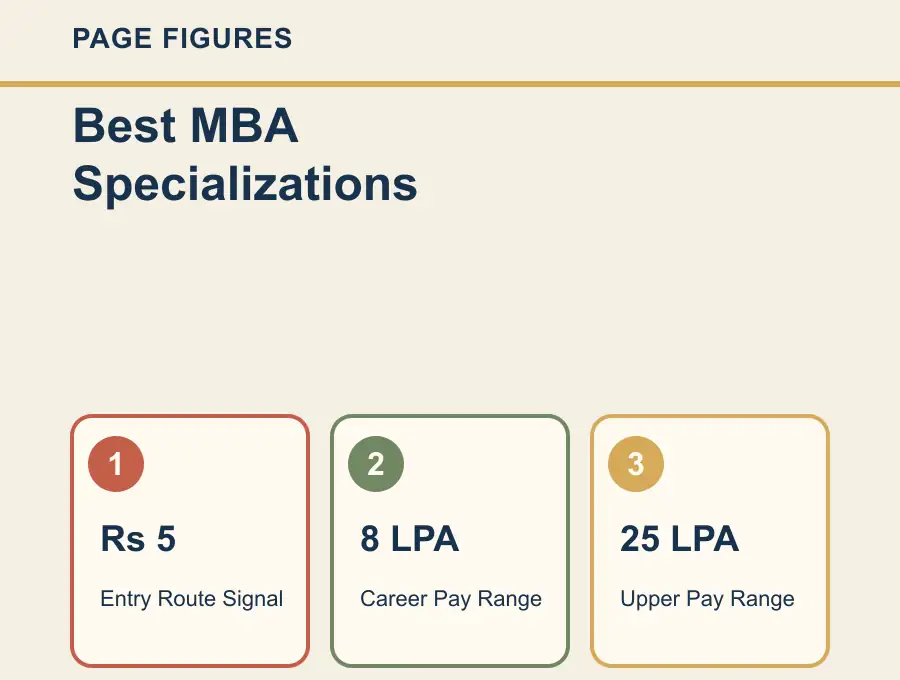 PAGE FIGURES
Best MBA
Specializations
1
Rs 5
Entry Route Signal
2
8 LPA
Career Pay Range
3
25 LPA
Upper Pay Range